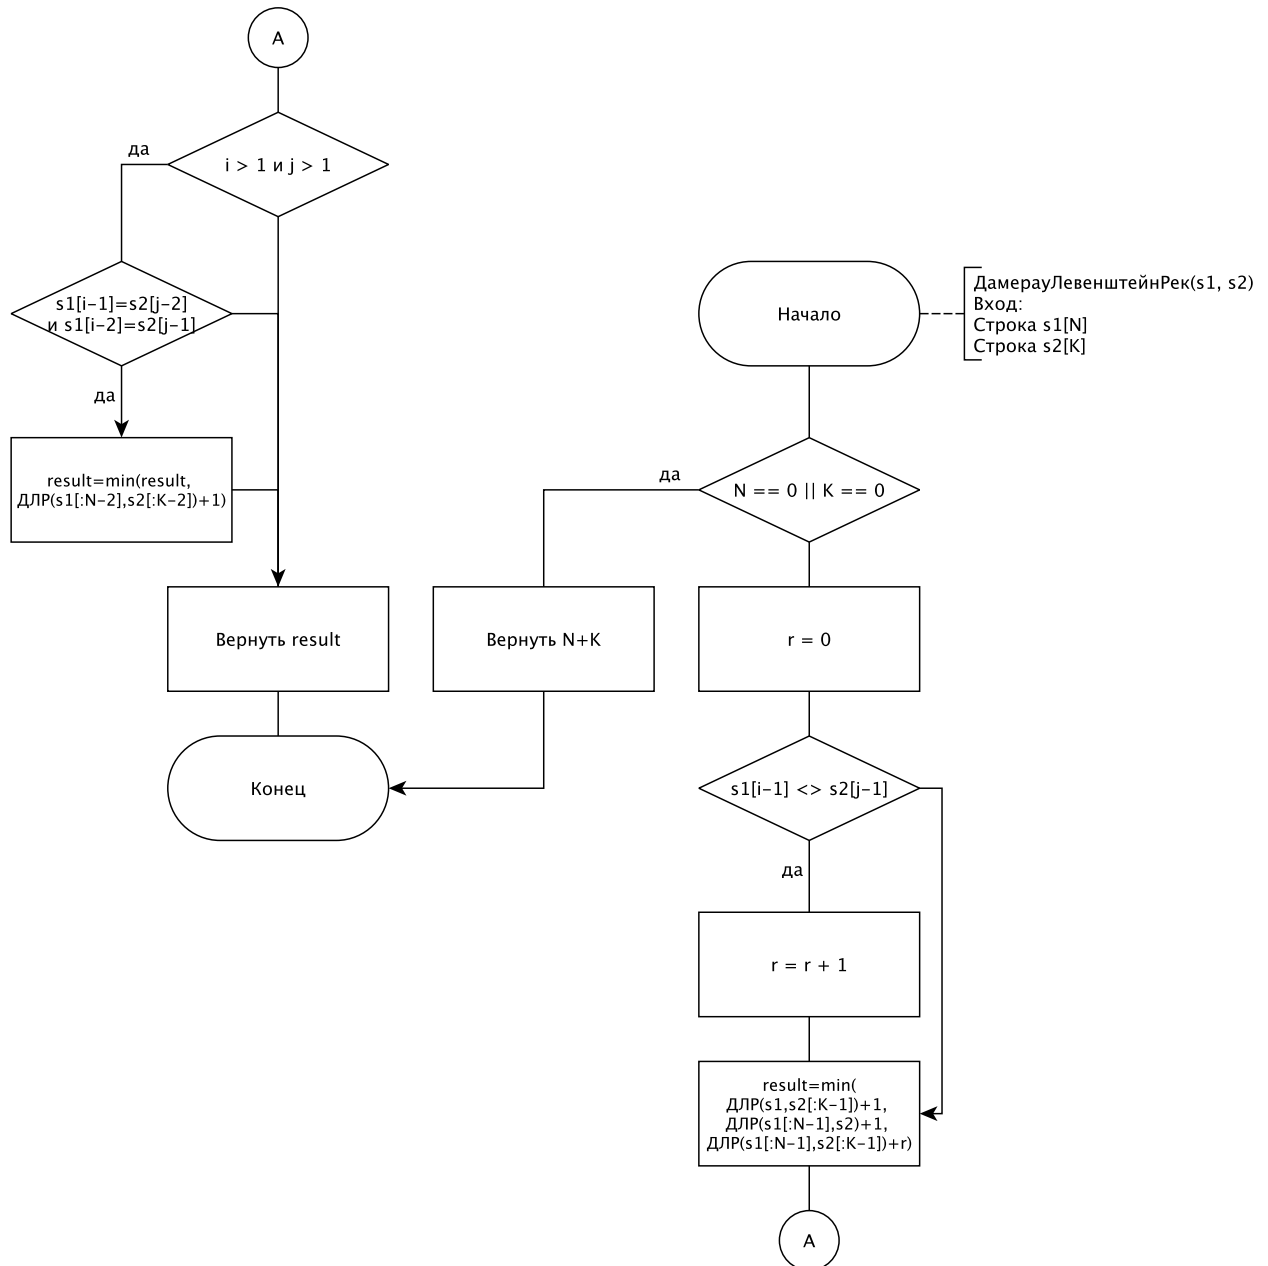 A
да
i > 1 и j > 1
s1[i-1]=s2[j-2]
и s1[i-2]=s2[j-1]
да
result=min(result,
ДЛР(s1[:N-2],s2[:K-2])+1)
Вернуть result
Конец
Начало
ДамерауЛевенштейнРек(s1, s2)
Вход:
Строка s1[N]
Строка s2[K]
да
N == 0 || K == 0
Вернуть N+K
r = 0
s1[i-1] <> s2[j-1]
да
r = r + 1
result=min(
ДЛР(s1,s2[:K-1])+1,
ДЛР(s1[:N-1],s2)+1,
ДЛР(s1[:N-1],s2[:K-1])+r)
A